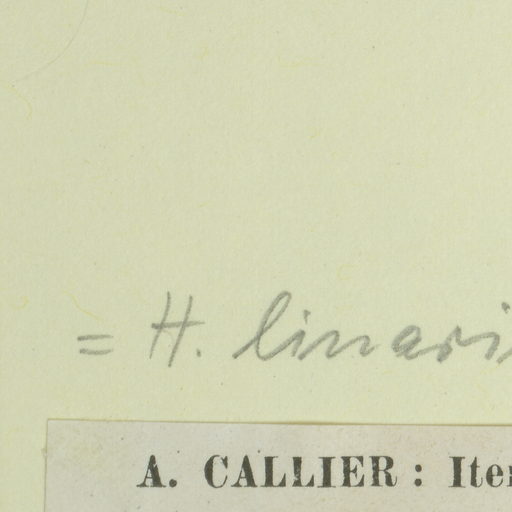 = H. linari
A. CALLIER : Iter